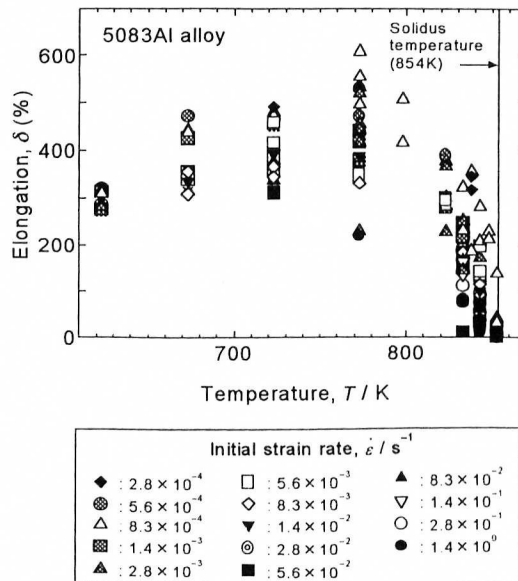 5083Al alloy
Solidus
temperature
(854K)
Elongation, δ (%)
600
400
200
0
700
800
Temperature, T / K
Initial strain rate, ε̇ / s⁻¹
: 2.8 × 10⁻⁴
: 5.6 × 10⁻⁴
: 8.3 × 10⁻⁴
: 1.4 × 10⁻³
: 2.8 × 10⁻³
: 5.6 × 10⁻³
: 8.3 × 10⁻³
: 1.4 × 10⁻²
: 2.8 × 10⁻²
: 5.6 × 10⁻²
: 8.3 × 10⁻²
: 1.4 × 10⁻¹
: 2.8 × 10⁻¹
: 1.4 × 10⁰